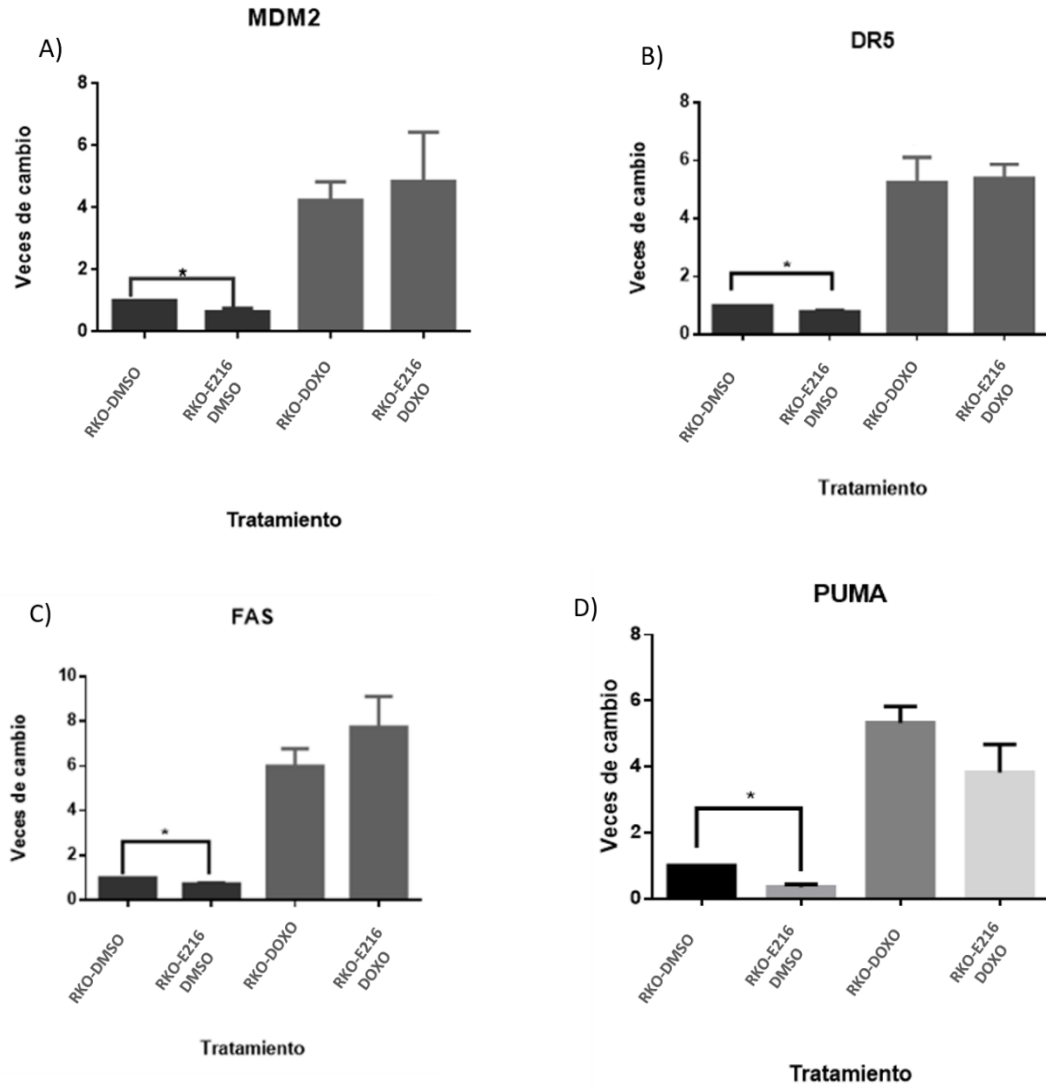 MDM2
A)
Veces de cambio
8
6
4
2
0
*
RKO-DMSO
RKO-E216
DMSO
RKO-DOXO
RKO-E216
DOXO
Tratamiento
DR5
B)
Veces de cambio
8
6
4
2
0
*
RKO-DMSO
RKO-E216
DMSO
RKO-DOXO
RKO-E216
DOXO
Tratamiento
C)
FAS
Veces de cambio
10
8
6
4
2
0
*
RKO-DMSO
RKO-E216
DMSO
RKO-DOXO
RKO-E216
DOXO
Tratamiento
PUMA
D)
Veces de cambio
8
6
4
2
0
*
RKO-DMSO
RKO-E216
DMSO
RKO-DOXO
RKO-E216
DOXO
Tratamiento